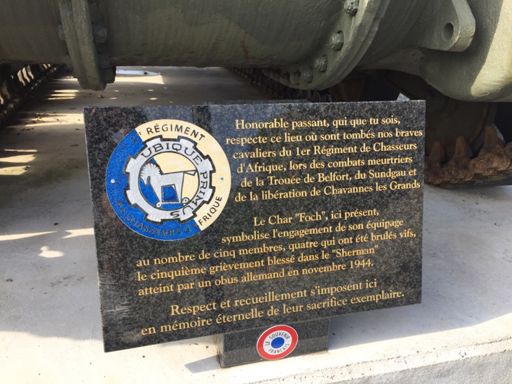 RÉGIMENT
UBIQUE PRIMUS
FRIQUE
Honorable passant, qui que tu sois,
respecte ce lieu où sont tombés nos braves
cavaliers du 1er Régiment de Chasseurs
d'Afrique, lors des combats meurtriers
de la Trouée de Belfort, du Sundgau et
de la libération de Chavannes les Grands
Le Char "Foch", ici présent,
symbolise l'engagement de son équipage
au nombre de cinq membres, quatre qui ont été brulés vifs,
le cinquième grièvement blessé dans le "Sherman"
atteint par un obus allemand en novembre 1944.
Respect et recueillement s'imposent ici
en mémoire éternelle de leur sacrifice exemplaire.
SOUVENIR
FRANÇAIS